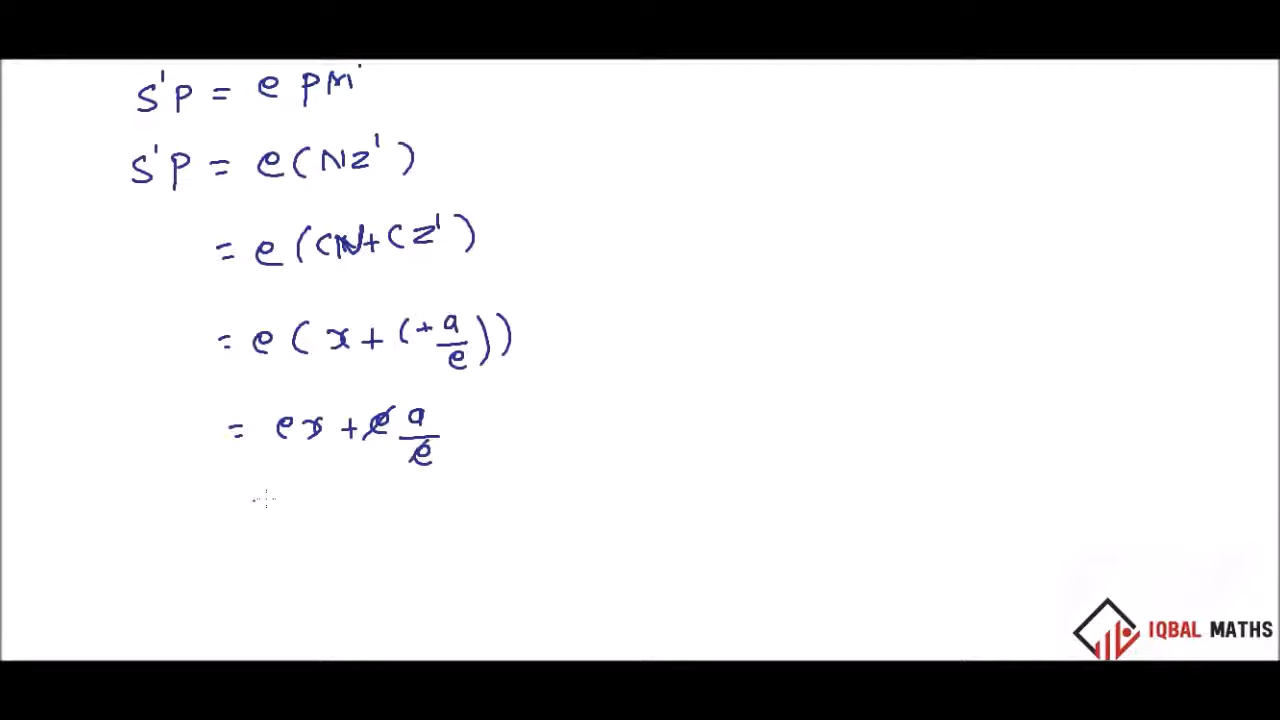 S'P = e PM'
S'P = e(NZ')
= e(CN+CZ')
= e(x+(+a/e))
= ex+e a/e
IQBAL MATHS